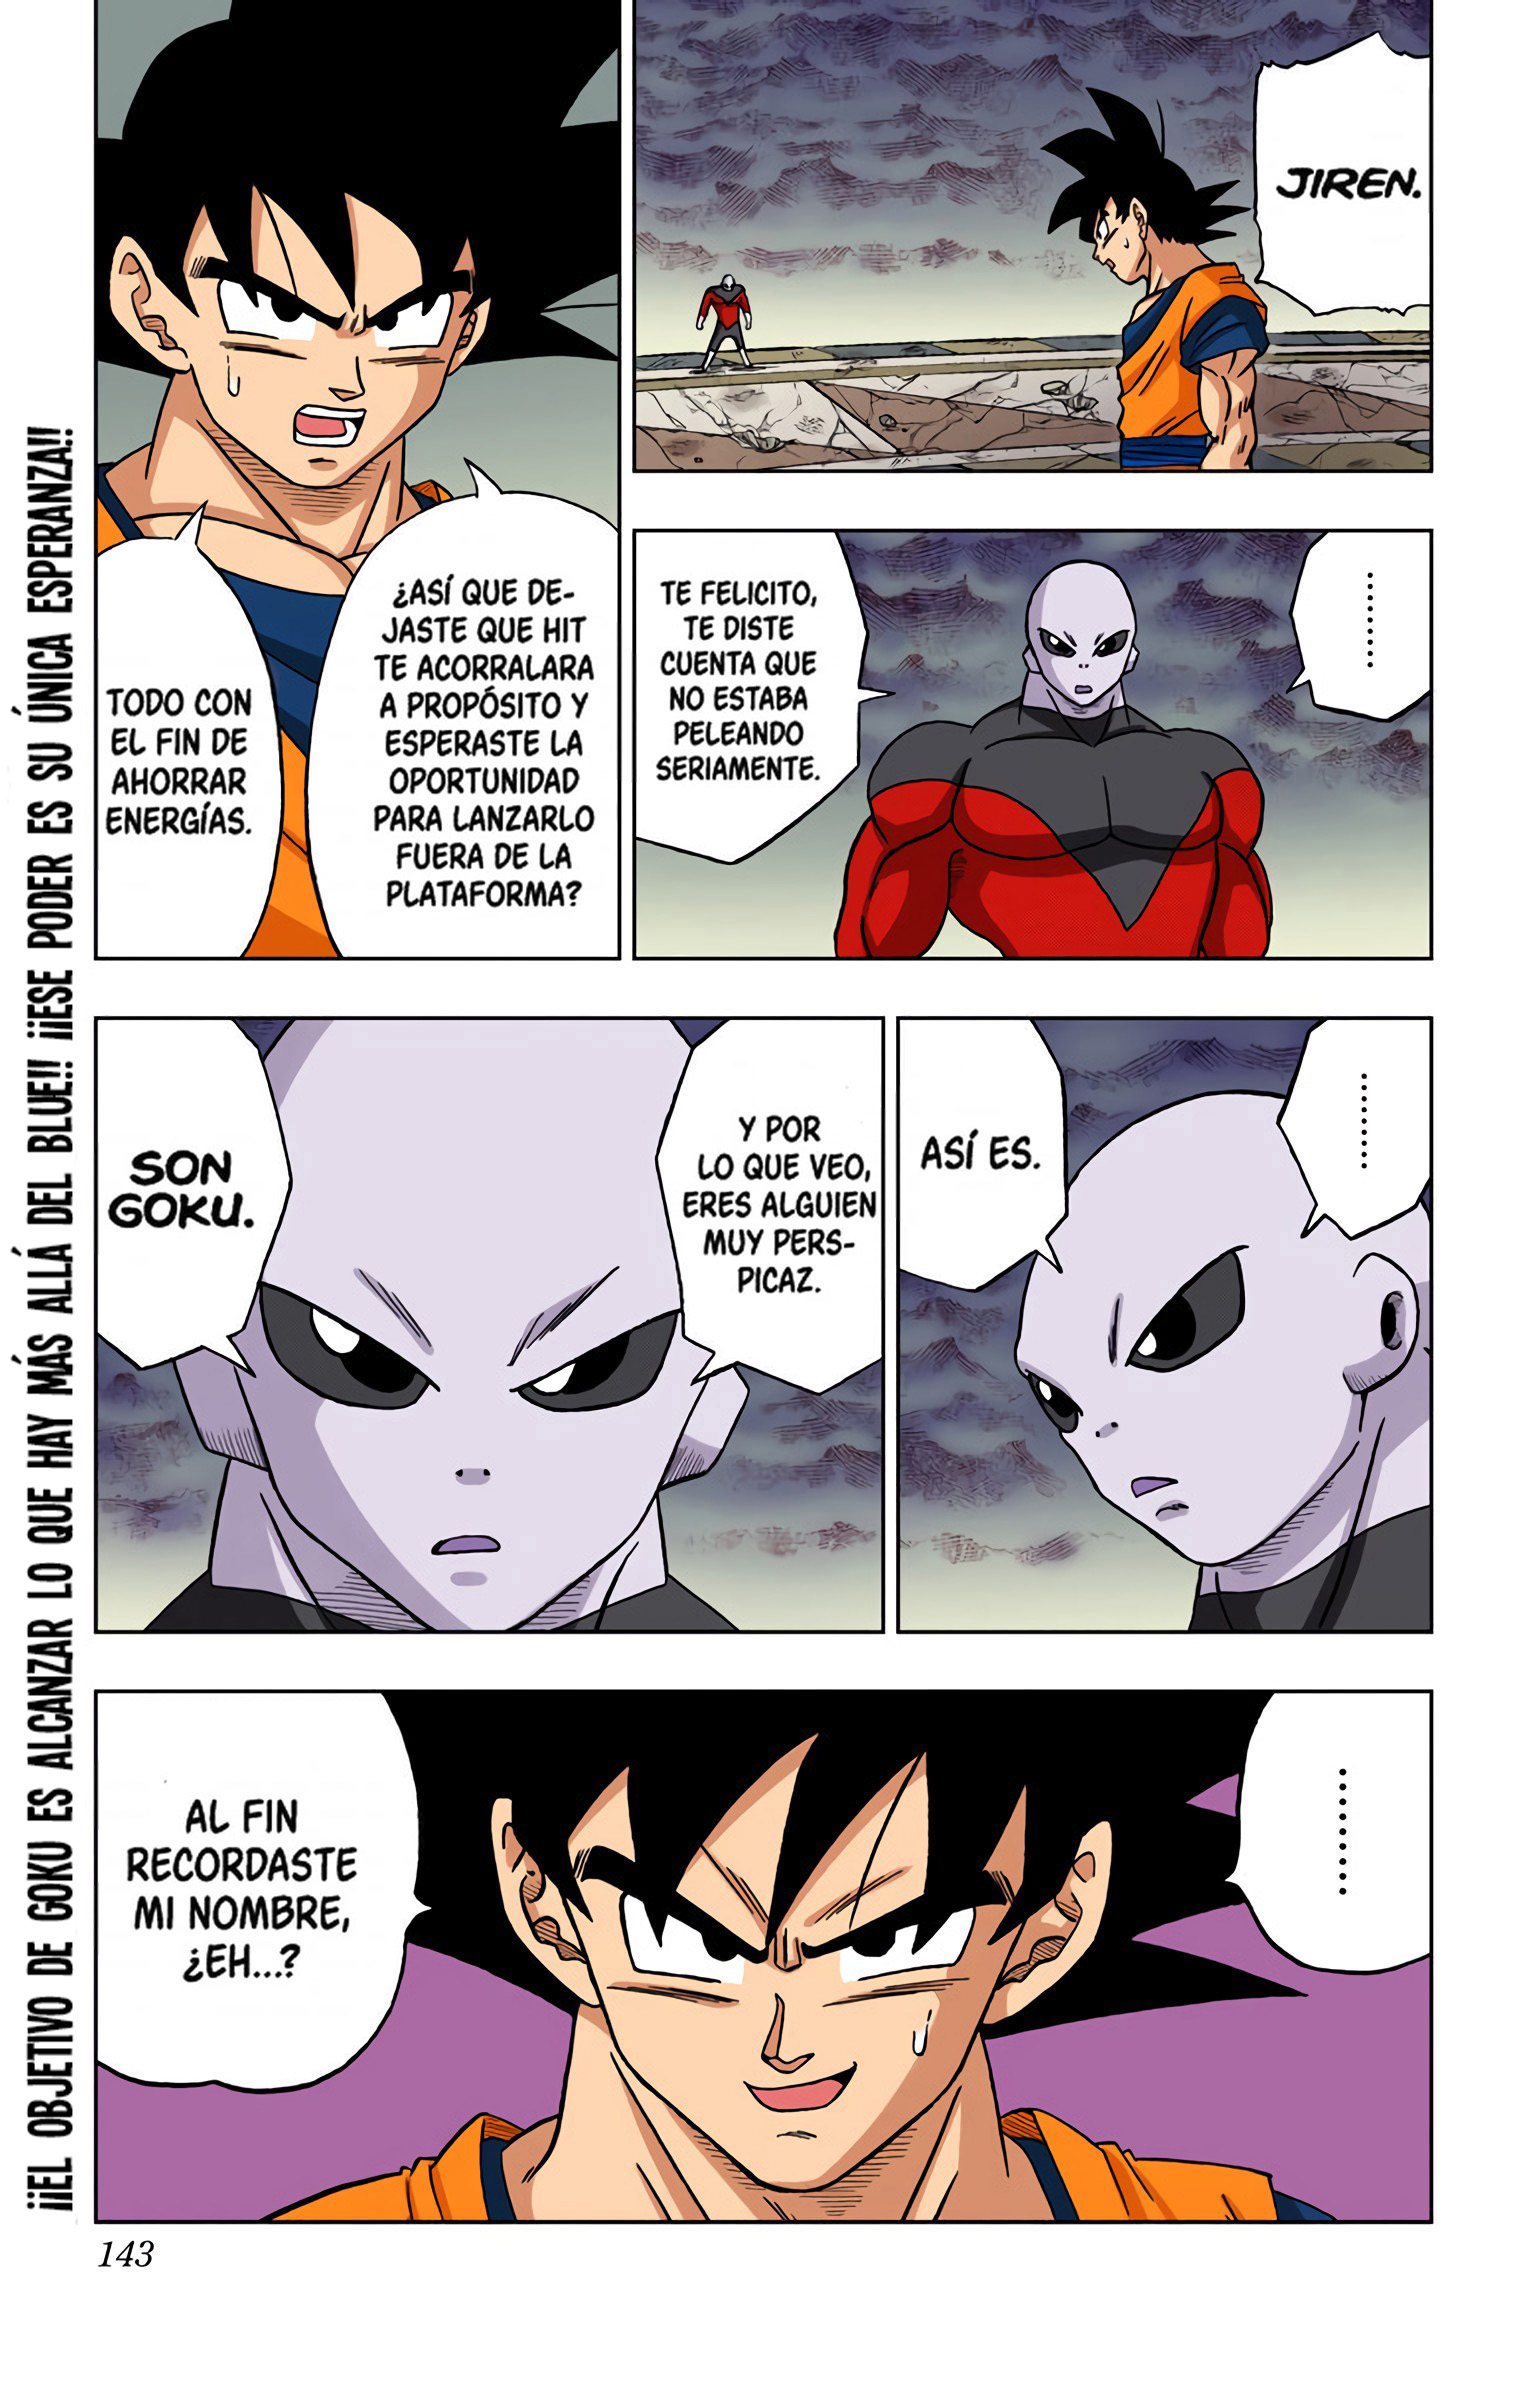 JIREN.
¿ASÍ QUE DE-
JASTE QUE HIT
TE ACORRALARA
A PROPÓSITO Y
ESPERASTE LA
OPORTUNIDAD
PARA LANZARLO
FUERA DE LA
PLATAFORMA?
TODO CON
EL FIN DE
AHORRAR
ENERGÍAS.
........
TE FELICITO,
TE DISTE
CUENTA QUE
NO ESTABA
PELEANDO
SERIAMENTE.
........
ASÍ ES.
Y POR
LO QUE VEO,
ERES ALGUIEN
MUY PERS-
PICAZ.
SON
GOKU.
........
AL FIN
RECORDASTE
MI NOMBRE,
¿EH...?
¡¡EL OBJETIVO DE GOKU ES ALCANZAR LO QUE HAY MÁS ALLÁ DEL BLUE!! ¡¡ESE PODER ES SU ÚNICA ESPERANZA!!
143